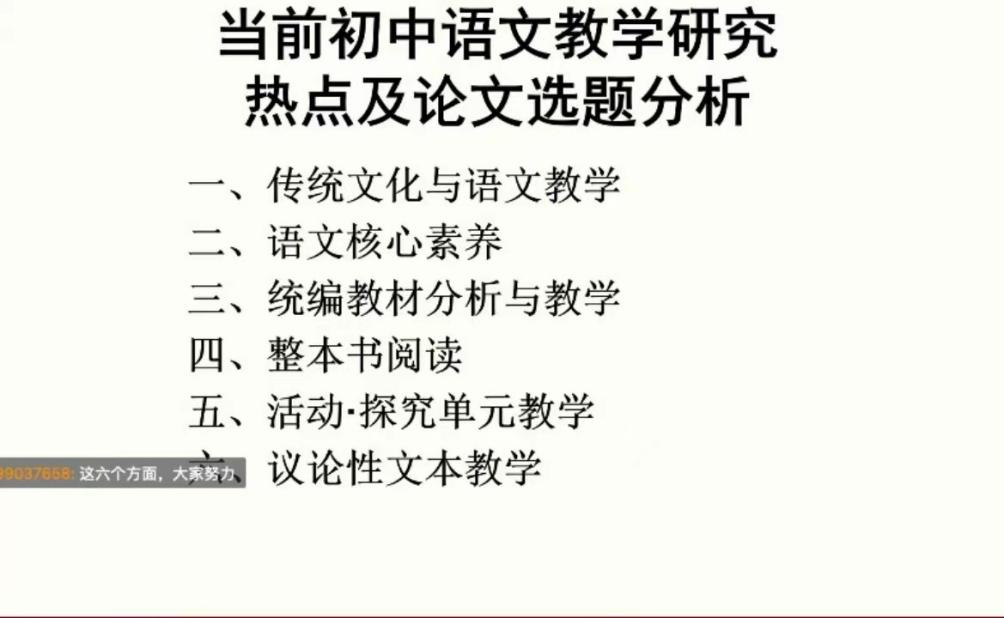 当前初中语文教学研究
热点及论文选题分析
一、传统文化与语文教学
二、语文核心素养
三、统编教材分析与教学
四、整本书阅读
五、活动·探究单元教学
六、议论性文本教学
99037658: 这六个方面，大家努力